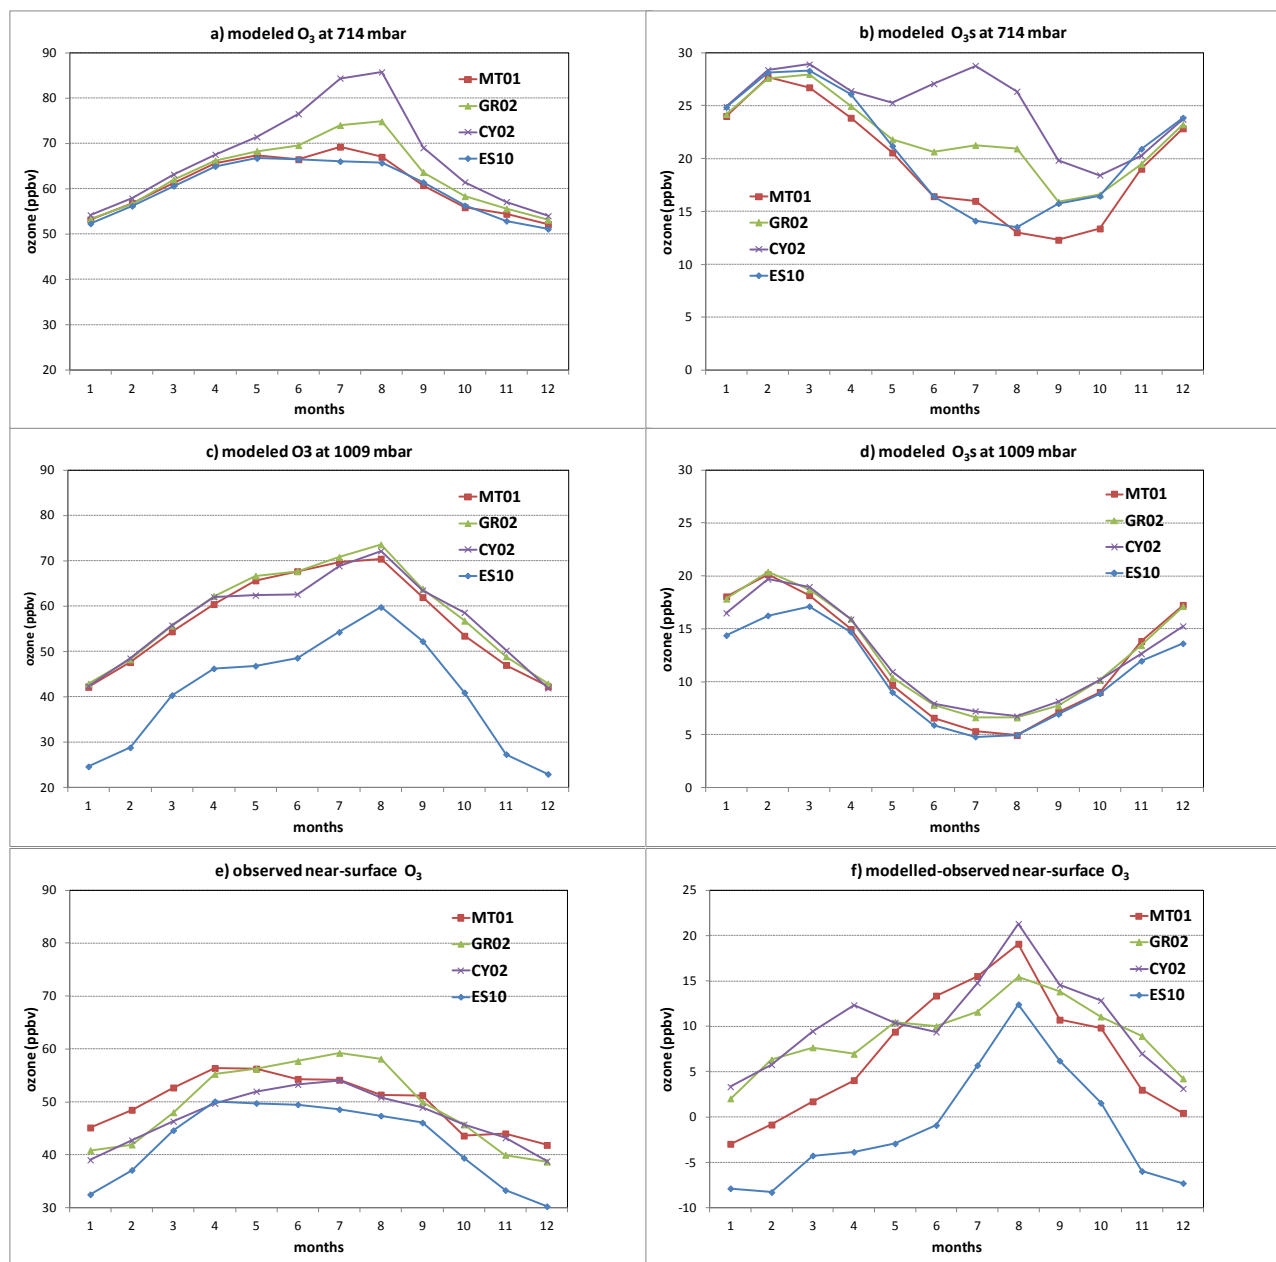 a) modeled O₃ at 714 mbar
90
80
70
60
50
40
30
20
ozone (ppbv)
MT01
GR02
CY02
ES10
1 2 3 4 5 6 7 8 9 10 11 12
months
b) modeled O₃s at 714 mbar
30
25
20
15
10
5
0
ozone (ppbv)
MT01
GR02
CY02
ES10
1 2 3 4 5 6 7 8 9 10 11 12
months
c) modeled O3 at 1009 mbar
90
80
70
60
50
40
30
20
ozone (ppbv)
MT01
GR02
CY02
ES10
1 2 3 4 5 6 7 8 9 10 11 12
months
d) modeled O₃s at 1009 mbar
30
25
20
15
10
5
0
ozone (ppbv)
MT01
GR02
CY02
ES10
1 2 3 4 5 6 7 8 9 10 11 12
months
e) observed near-surface O₃
90
80
70
60
50
40
30
ozone (ppbv)
MT01
GR02
CY02
ES10
1 2 3 4 5 6 7 8 9 10 11 12
months
f) modelled-observed near-surface O₃
25
20
15
10
5
0
-5
-10
ozone (ppbv)
MT01
GR02
CY02
ES10
1 2 3 4 5 6 7 8 9 10 11 12
months